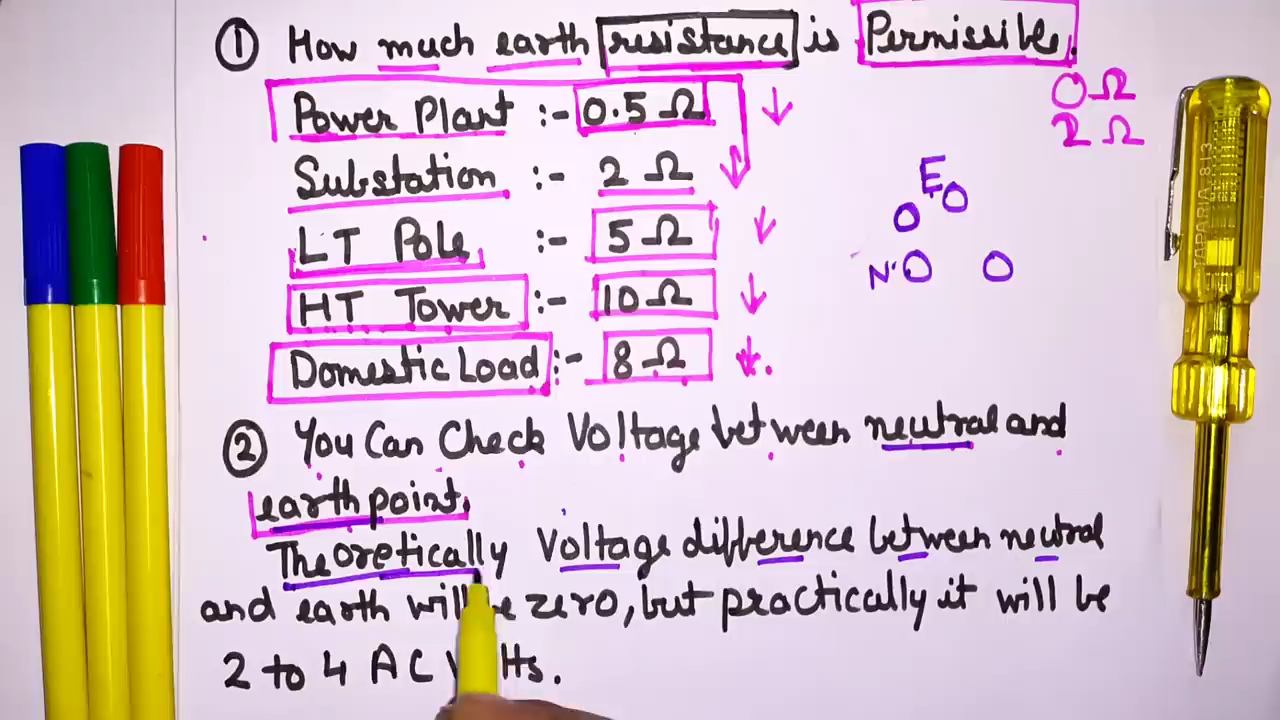 ① How much earth resistance is Permissible.
0Ω
2Ω
Power Plant :- 0.5 Ω
Substation :- 2 Ω
LT Pole :- 5 Ω
HT Tower :- 10 Ω
Domestic Load :- 8 Ω
E
N
② You Can Check Voltage between neutral and
earth point.
Theoretically Voltage difference between neutral
and earth will be zero, but practically it will be
2 to 4 AC Volts.
TAPARIA 813